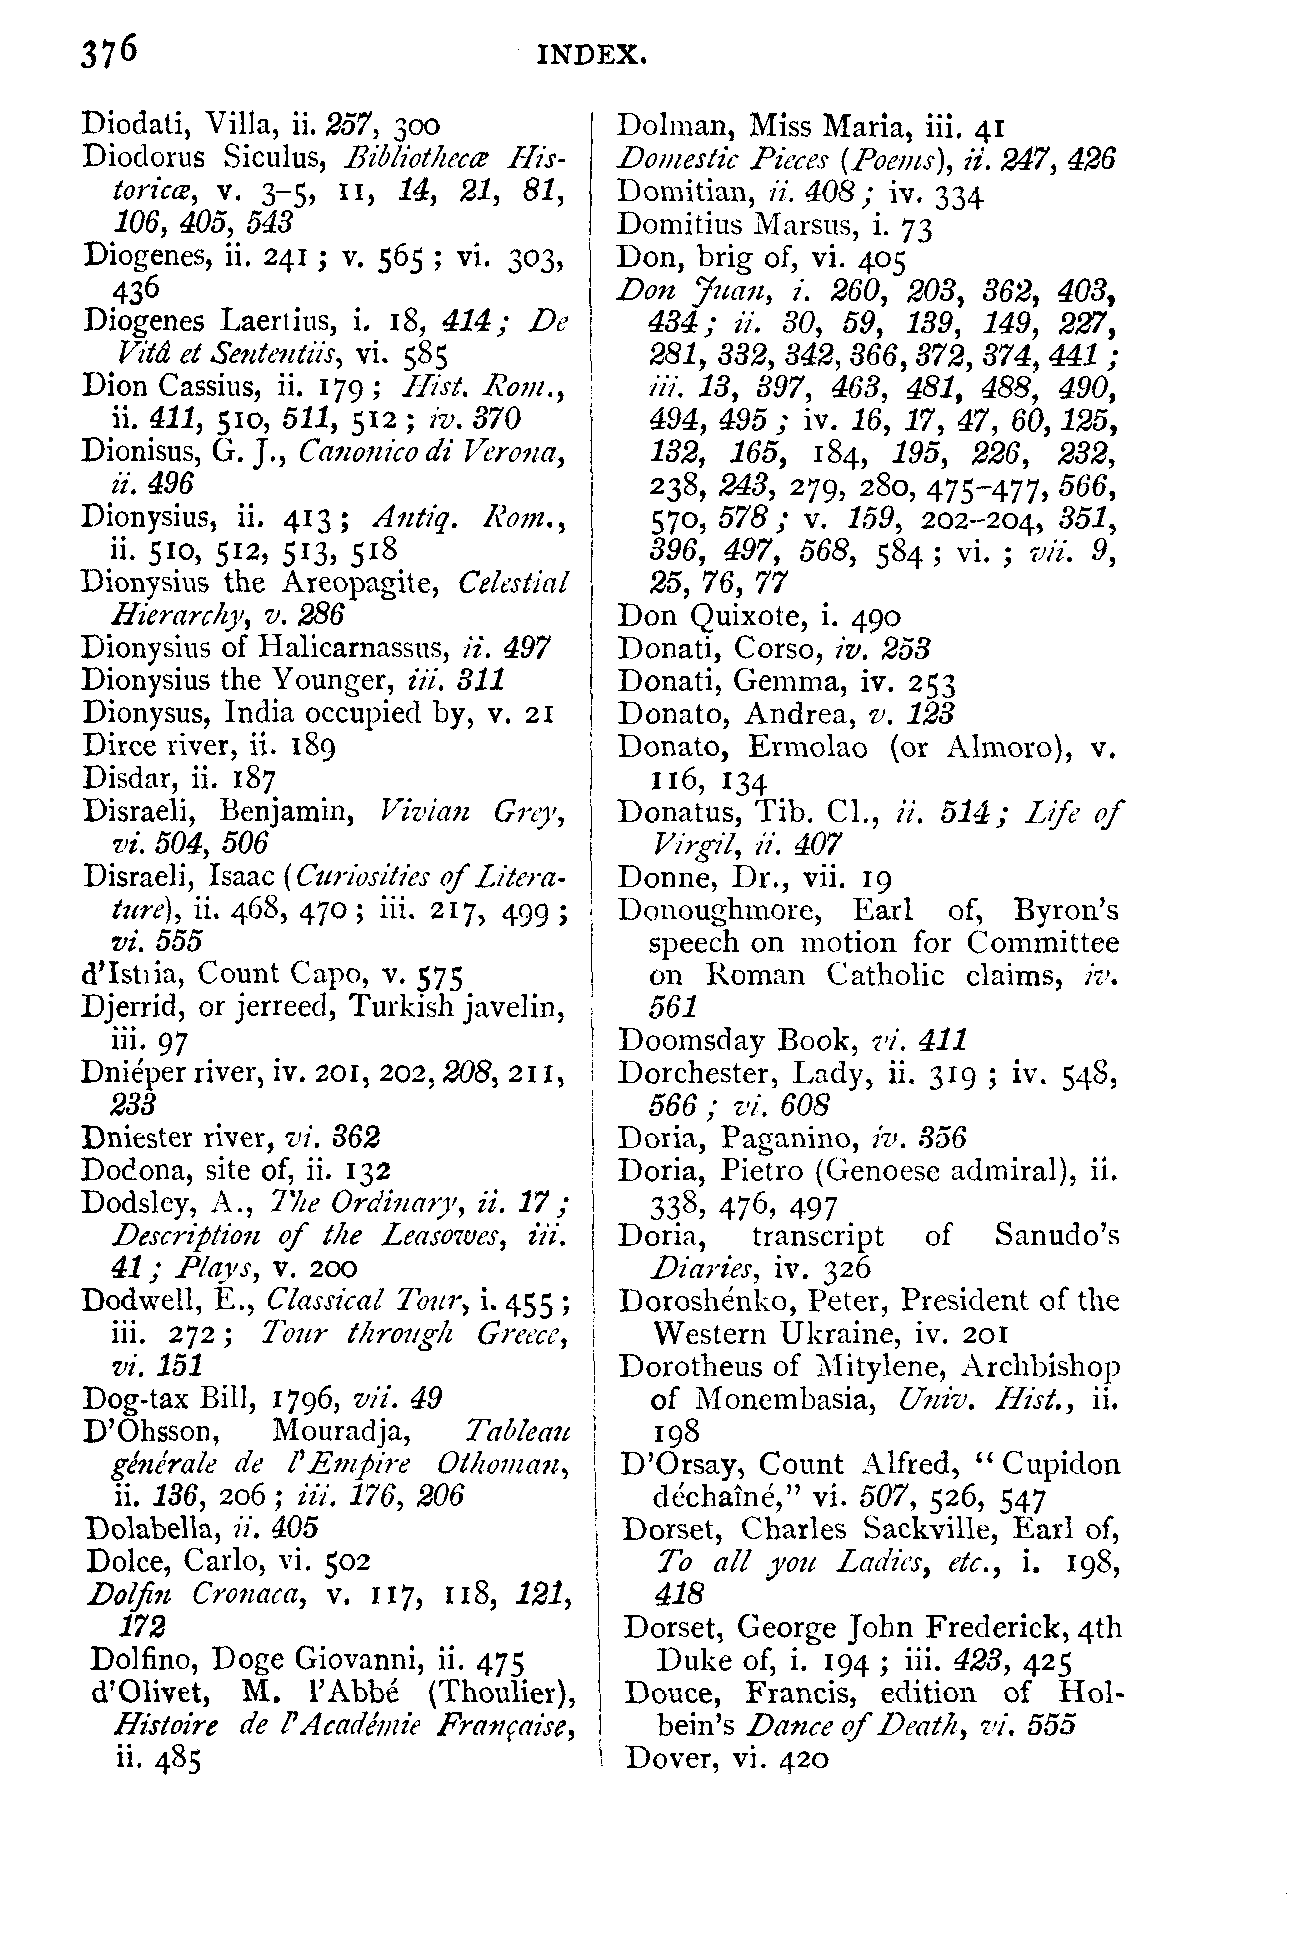 376
INDEX.
Diodati, Villa, ii. 257, 300
Diodorus Siculus, Bibliothecæ His-
toricæ, v. 3–5, 11, 14, 21, 81,
106, 405, 543
Diogenes, ii. 241 ; v. 565 ; vi. 303,
436
Diogenes Laertius, i. 18, 414 ; De
Vitâ et Sententiis, vi. 585
Dion Cassius, ii. 179 ; Hist. Rom.,
ii. 411, 510, 511, 512 ; iv. 370
Dionisus, G. J., Canonico di Verona,
ii. 496
Dionysius, ii. 413 ; Antiq. Rom.,
ii. 510, 512, 513, 518
Dionysius the Areopagite, Celestial
Hierarchy, v. 286
Dionysius of Halicarnassus, ii. 497
Dionysius the Younger, iii. 311
Dionysus, India occupied by, v. 21
Dirce river, ii. 189
Disdar, ii. 187
Disraeli, Benjamin, Vivian Grey,
vi. 504, 506
Disraeli, Isaac (Curiosities of Litera-
ture), ii. 468, 470 ; iii. 217, 499 ;
vi. 555
d'Istria, Count Capo, v. 575
Djerrid, or jerreed, Turkish javelin,
iii. 97
Dniéper river, iv. 201, 202, 208, 211,
233
Dniester river, vi. 362
Dodona, site of, ii. 132
Dodsley, A., The Ordinary, ii. 17 ;
Description of the Leasowes, iii.
41 ; Plays, v. 200
Dodwell, E., Classical Tour, i. 455 ;
iii. 272 ; Tour through Greece,
vi. 151
Dog-tax Bill, 1796, vii. 49
D'Ohsson, Mouradja, Tableau
générale de l'Empire Othoman,
ii. 136, 206 ; iii. 176, 206
Dolabella, ii. 405
Dolce, Carlo, vi. 502
Dolfin Cronaca, v. 117, 118, 121,
172
Dolfino, Doge Giovanni, ii. 475
d'Olivet, M. l'Abbé (Thoulier),
Histoire de l'Académie Française,
ii. 485
Dolman, Miss Maria, iii. 41
Domestic Pieces (Poems), ii. 247, 426
Domitian, ii. 408 ; iv. 334
Domitius Marsus, i. 73
Don, brig of, vi. 405
Don Juan, i. 260, 203, 362, 403,
434 ; ii. 30, 59, 139, 149, 227,
281, 332, 342, 366, 372, 374, 441 ;
iii. 13, 397, 463, 481, 488, 490,
494, 495 ; iv. 16, 17, 47, 60, 125,
132, 165, 184, 195, 226, 232,
238, 243, 279, 280, 475–477, 566,
570, 578 ; v. 159, 202–204, 351,
396, 497, 568, 584 ; vi. ; vii. 9,
25, 76, 77
Don Quixote, i. 490
Donati, Corso, iv. 253
Donati, Gemma, iv. 253
Donato, Andrea, v. 123
Donato, Ermolao (or Almoro), v.
116, 134
Donatus, Tib. Cl., ii. 514 ; Life of
Virgil, ii. 407
Donne, Dr., vii. 19
Donoughmore, Earl of, Byron's
speech on motion for Committee
on Roman Catholic claims, iv.
561
Doomsday Book, vi. 411
Dorchester, Lady, ii. 319 ; iv. 548,
566 ; vi. 608
Doria, Paganino, iv. 356
Doria, Pietro (Genoese admiral), ii.
338, 476, 497
Doria, transcript of Sanudo's
Diaries, iv. 326
Doroshénko, Peter, President of the
Western Ukraine, iv. 201
Dorotheus of Mitylene, Archbishop
of Monembasia, Univ. Hist., ii.
198
D'Orsay, Count Alfred, "Cupidon
déchaîné," vi. 507, 526, 547
Dorset, Charles Sackville, Earl of,
To all you Ladies, etc., i. 198,
418
Dorset, George John Frederick, 4th
Duke of, i. 194 ; iii. 423, 425
Douce, Francis, edition of Hol-
bein's Dance of Death, vi. 555
Dover, vi. 420